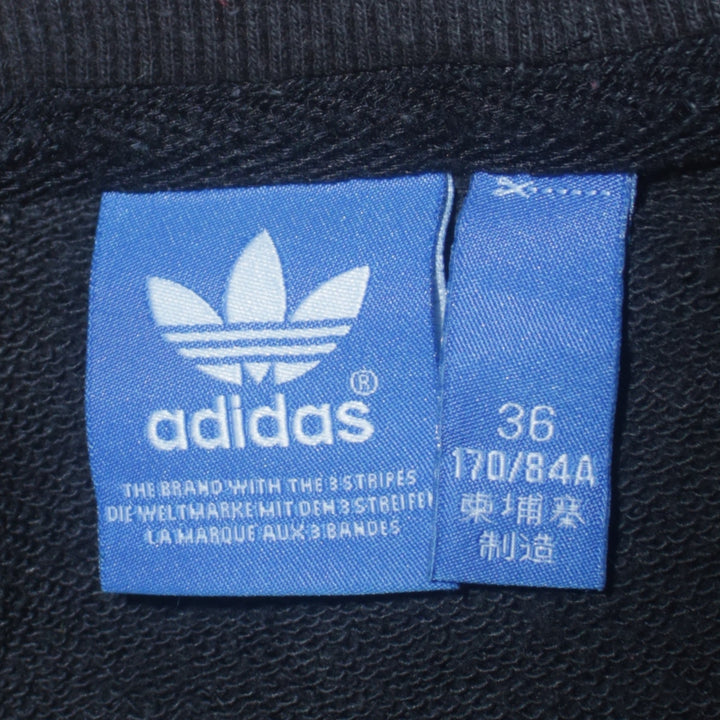 adidas®
THE BRAND WITH THE 3 STRIPES
DIE WELTMARKE MIT DEN 3 STREIFEN
LA MARQUE AUX 3 BANDES
36
170/84A
柬埔寨
制造